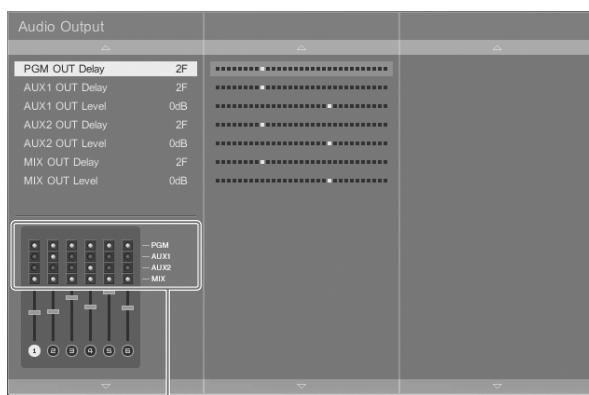 Audio Output
PGM OUT Delay 2F
AUX1 OUT Delay 2F
AUX1 OUT Level 0dB
AUX2 OUT Delay 2F
AUX2 OUT Level 0dB
MIX OUT Delay 2F
MIX OUT Level 0dB
PGM
AUX1
AUX2
MIX
1 2 3 4 5 6